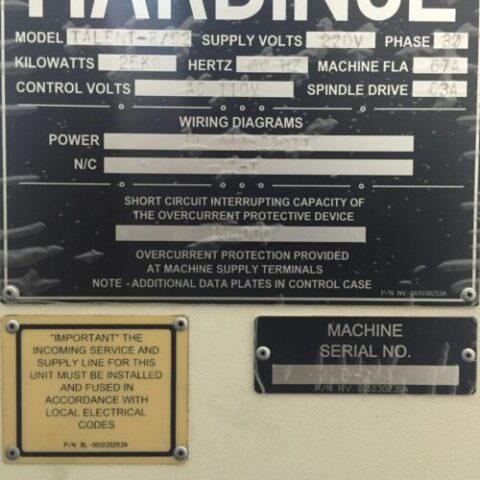 HARDINGE
MODEL TALENT-8/52 SUPPLY VOLTS 220V PHASE 3Ø
KILOWATTS 25KW HERTZ 60 HZ MACHINE FLA 67A
CONTROL VOLTS AC 110V SPINDLE DRIVE 63A
WIRING DIAGRAMS
POWER
N/C
SHORT CIRCUIT INTERRUPTING CAPACITY OF
THE OVERCURRENT PROTECTIVE DEVICE
OVERCURRENT PROTECTION PROVIDED
AT MACHINE SUPPLY TERMINALS
NOTE - ADDITIONAL DATA PLATES IN CONTROL CASE
P/N NV -001030253A
"IMPORTANT" THE
INCOMING SERVICE AND
SUPPLY LINE FOR THIS
UNIT MUST BE INSTALLED
AND FUSED IN
ACCORDANCE WITH
LOCAL ELECTRICAL
CODES
P/N BL-001030203A
MACHINE
SERIAL NO.
P/N NV 001030231A